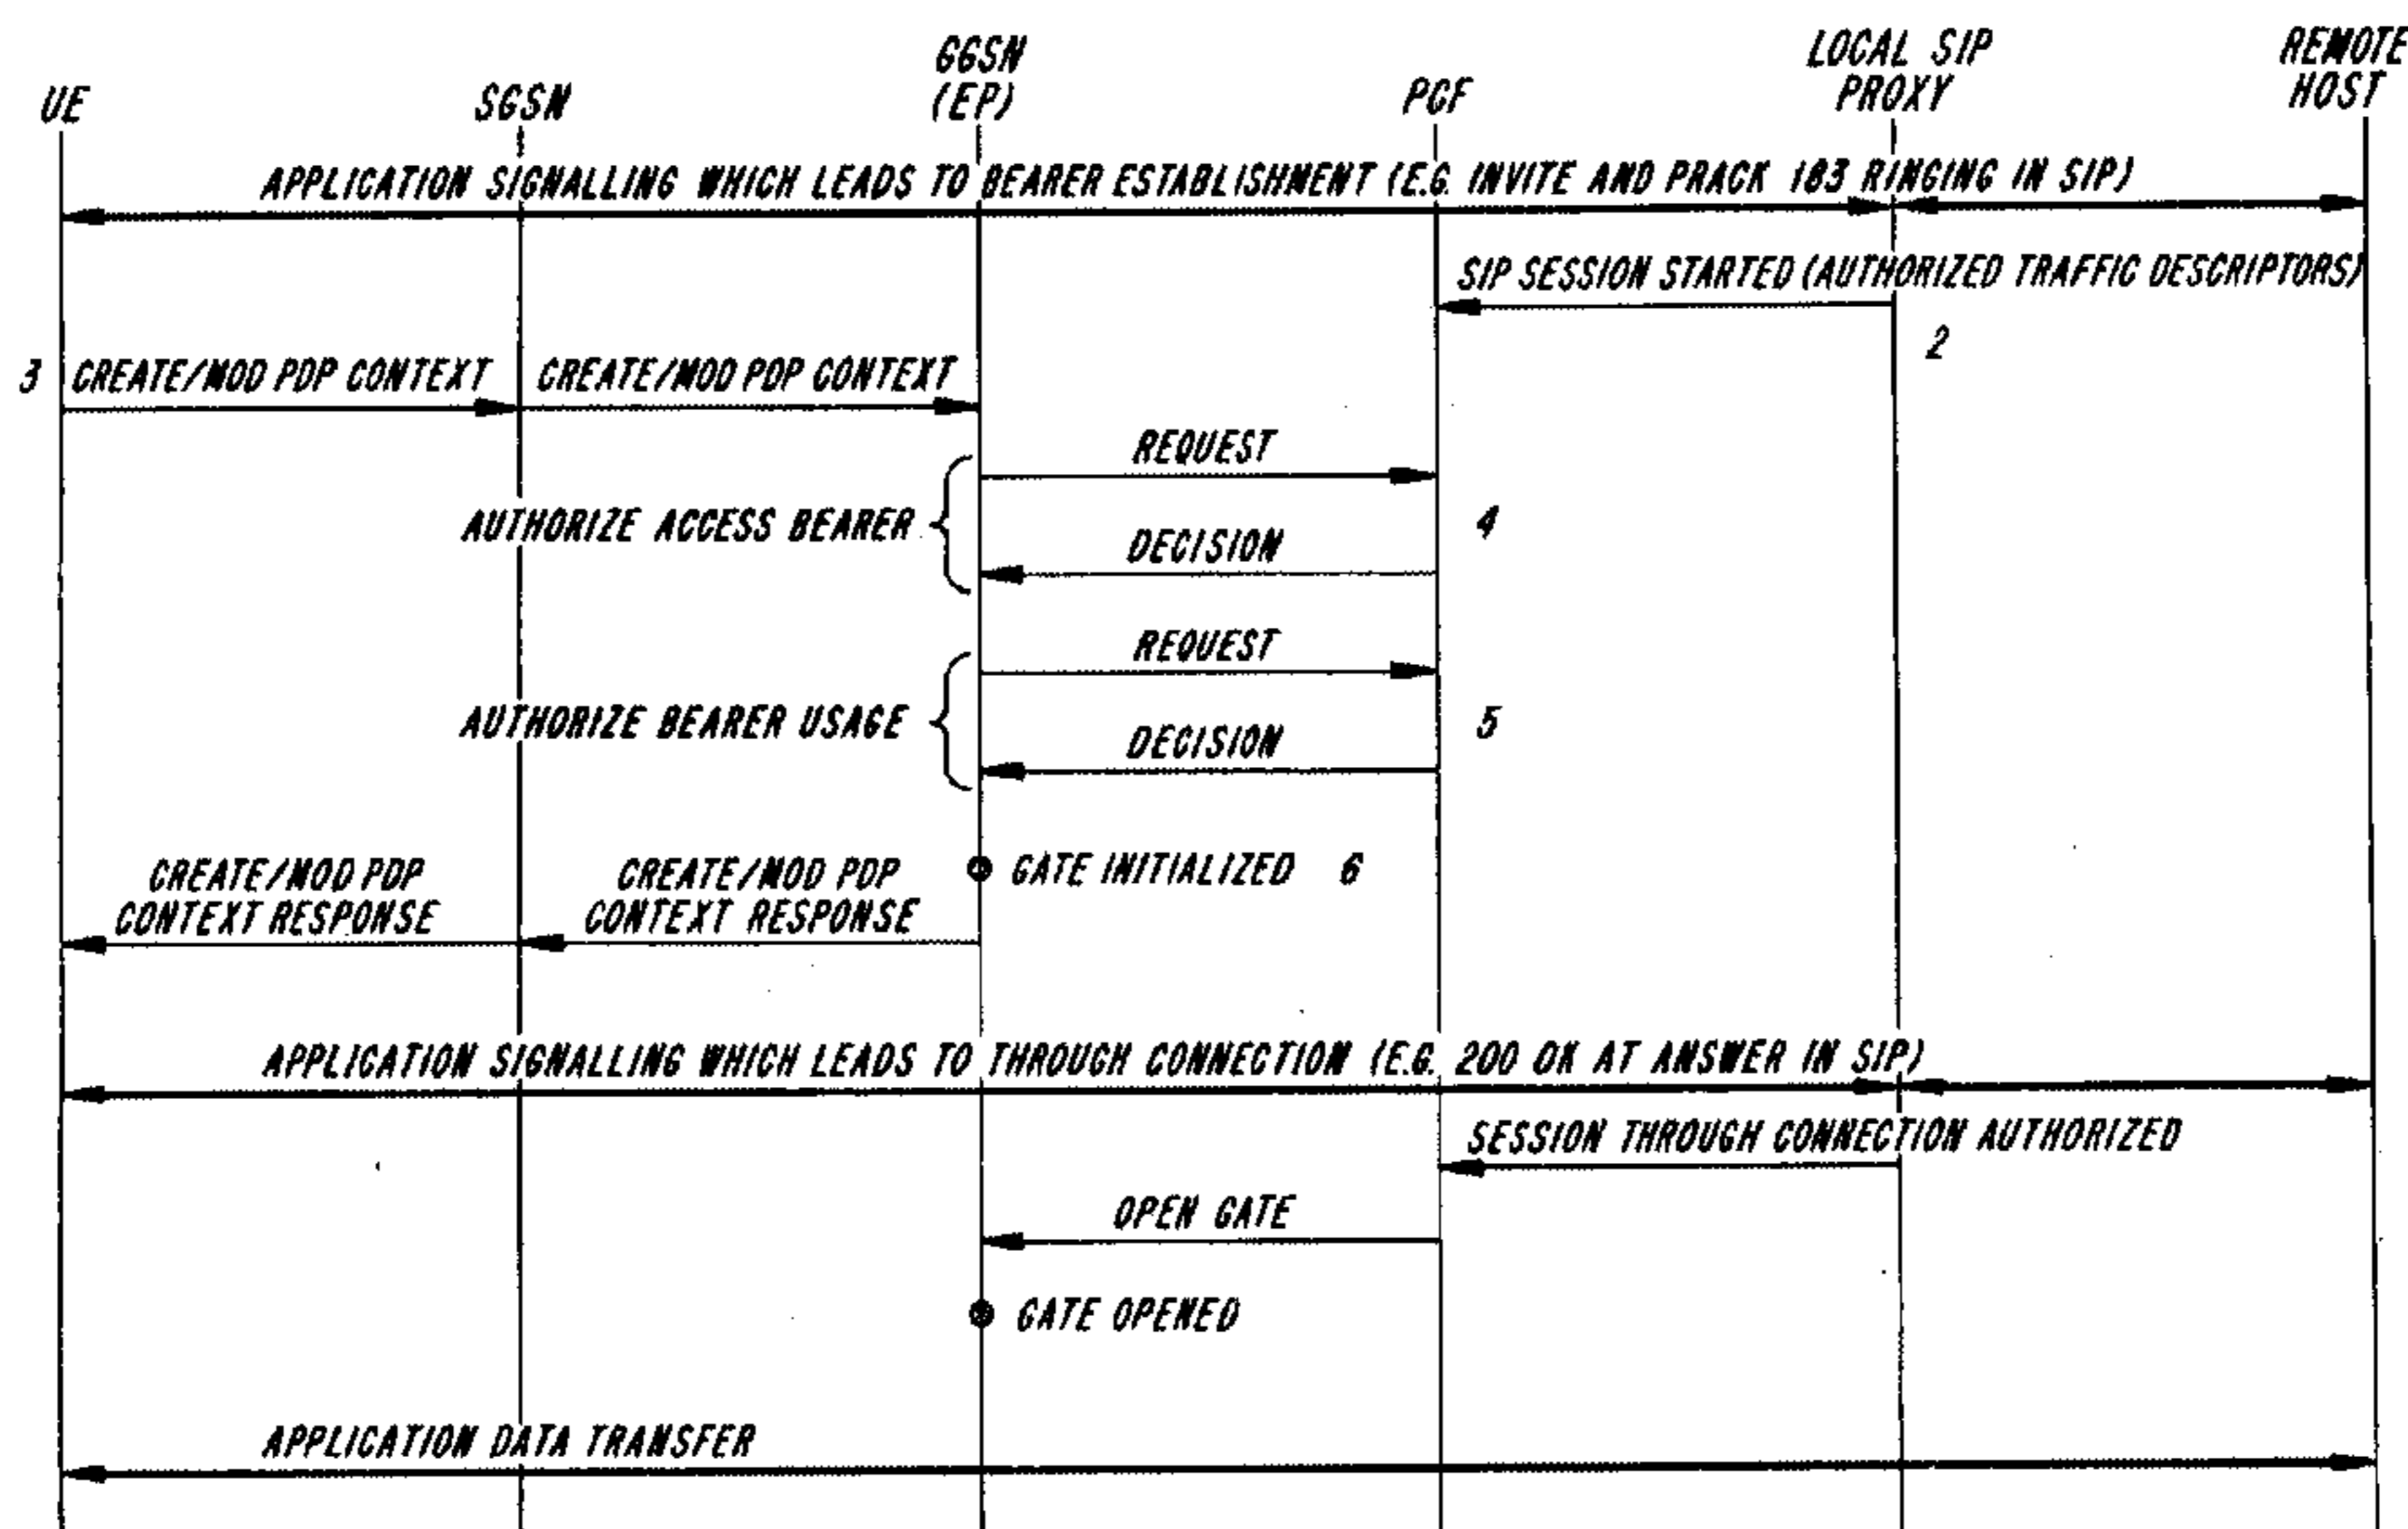 UE
SGSN
GGSN
(EP)
PCF
LOCAL SIP
PROXY
REMOTE
HOST
APPLICATION SIGNALLING WHICH LEADS TO BEARER ESTABLISHMENT (E.G. INVITE AND PRACK 183 RINGING IN SIP)
SIP SESSION STARTED (AUTHORIZED TRAFFIC DESCRIPTORS)
2
3 CREATE/MOD PDP CONTEXT
CREATE/MOD PDP CONTEXT
REQUEST
AUTHORIZE ACCESS BEARER
4
DECISION
REQUEST
AUTHORIZE BEARER USAGE
5
DECISION
GATE INITIALIZED 6
CREATE/MOD PDP
CONTEXT RESPONSE
CREATE/MOD PDP
CONTEXT RESPONSE
APPLICATION SIGNALLING WHICH LEADS TO THROUGH CONNECTION (E.G. 200 OK AT ANSWER IN SIP)
SESSION THROUGH CONNECTION AUTHORIZED
OPEN GATE
GATE OPENED
APPLICATION DATA TRANSFER